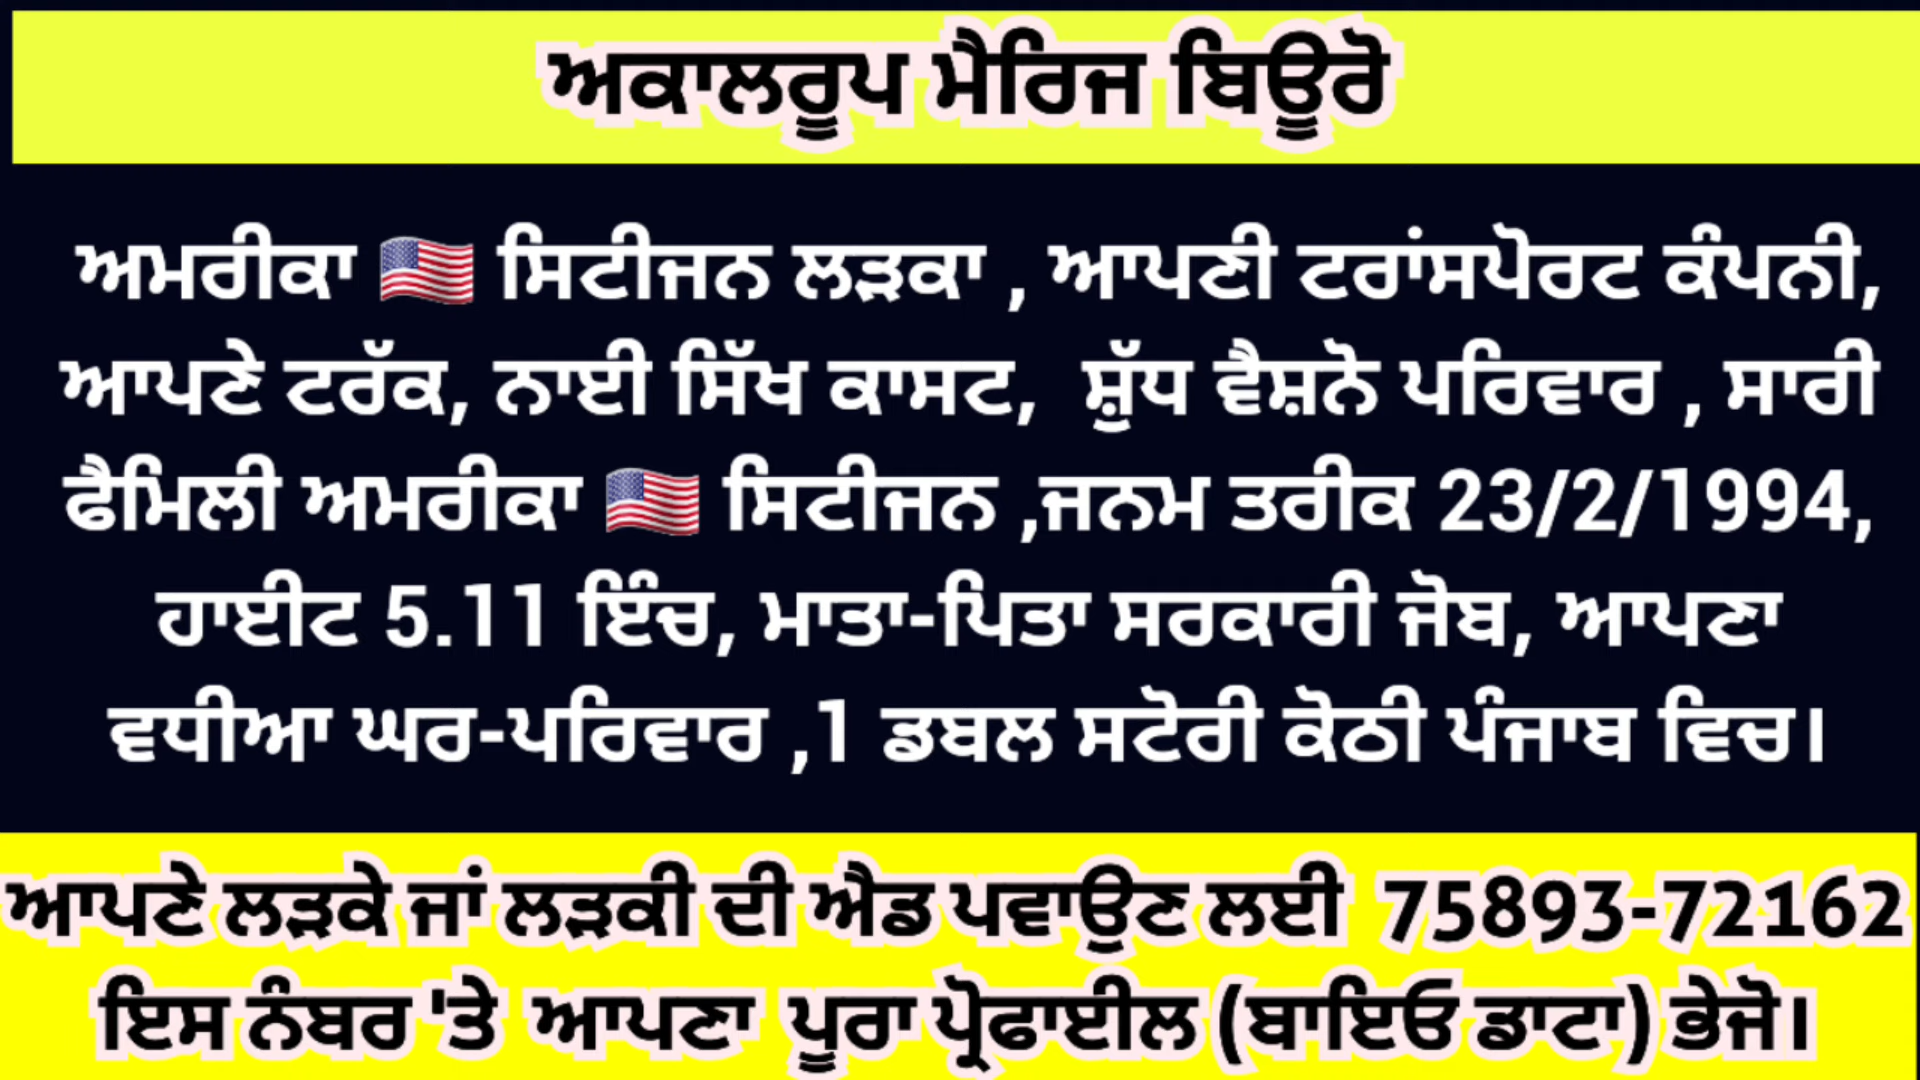 ਅਕਾਲਰੂਪ ਮੈਰਿਜ ਬਿਊਰੋ
ਅਮਰੀਕਾ 🇺🇸 ਸਿਟੀਜਨ ਲੜਕਾ , ਆਪਣੀ ਟਰਾਂਸਪੋਰਟ ਕੰਪਨੀ,
ਆਪਣੇ ਟਰੱਕ, ਨਾਈ ਸਿੱਖ ਕਾਸਟ, ਸ਼ੁੱਧ ਵੈਸ਼ਨੋ ਪਰਿਵਾਰ , ਸਾਰੀ
ਫੈਮਿਲੀ ਅਮਰੀਕਾ 🇺🇸 ਸਿਟੀਜਨ ,ਜਨਮ ਤਰੀਕ 23/2/1994,
ਹਾਈਟ 5.11 ਇੰਚ, ਮਾਤਾ-ਪਿਤਾ ਸਰਕਾਰੀ ਜੋਬ, ਆਪਣਾ
ਵਧੀਆ ਘਰ-ਪਰਿਵਾਰ ,1 ਡਬਲ ਸਟੋਰੀ ਕੋਠੀ ਪੰਜਾਬ ਵਿਚ।
ਆਪਣੇ ਲੜਕੇ ਜਾਂ ਲੜਕੀ ਦੀ ਐਡ ਪਵਾਉਣ ਲਈ 75893-72162
ਇਸ ਨੰਬਰ 'ਤੇ ਆਪਣਾ ਪੂਰਾ ਪ੍ਰੋਫਾਈਲ (ਬਾਇਓ ਡਾਟਾ) ਭੇਜੋ।